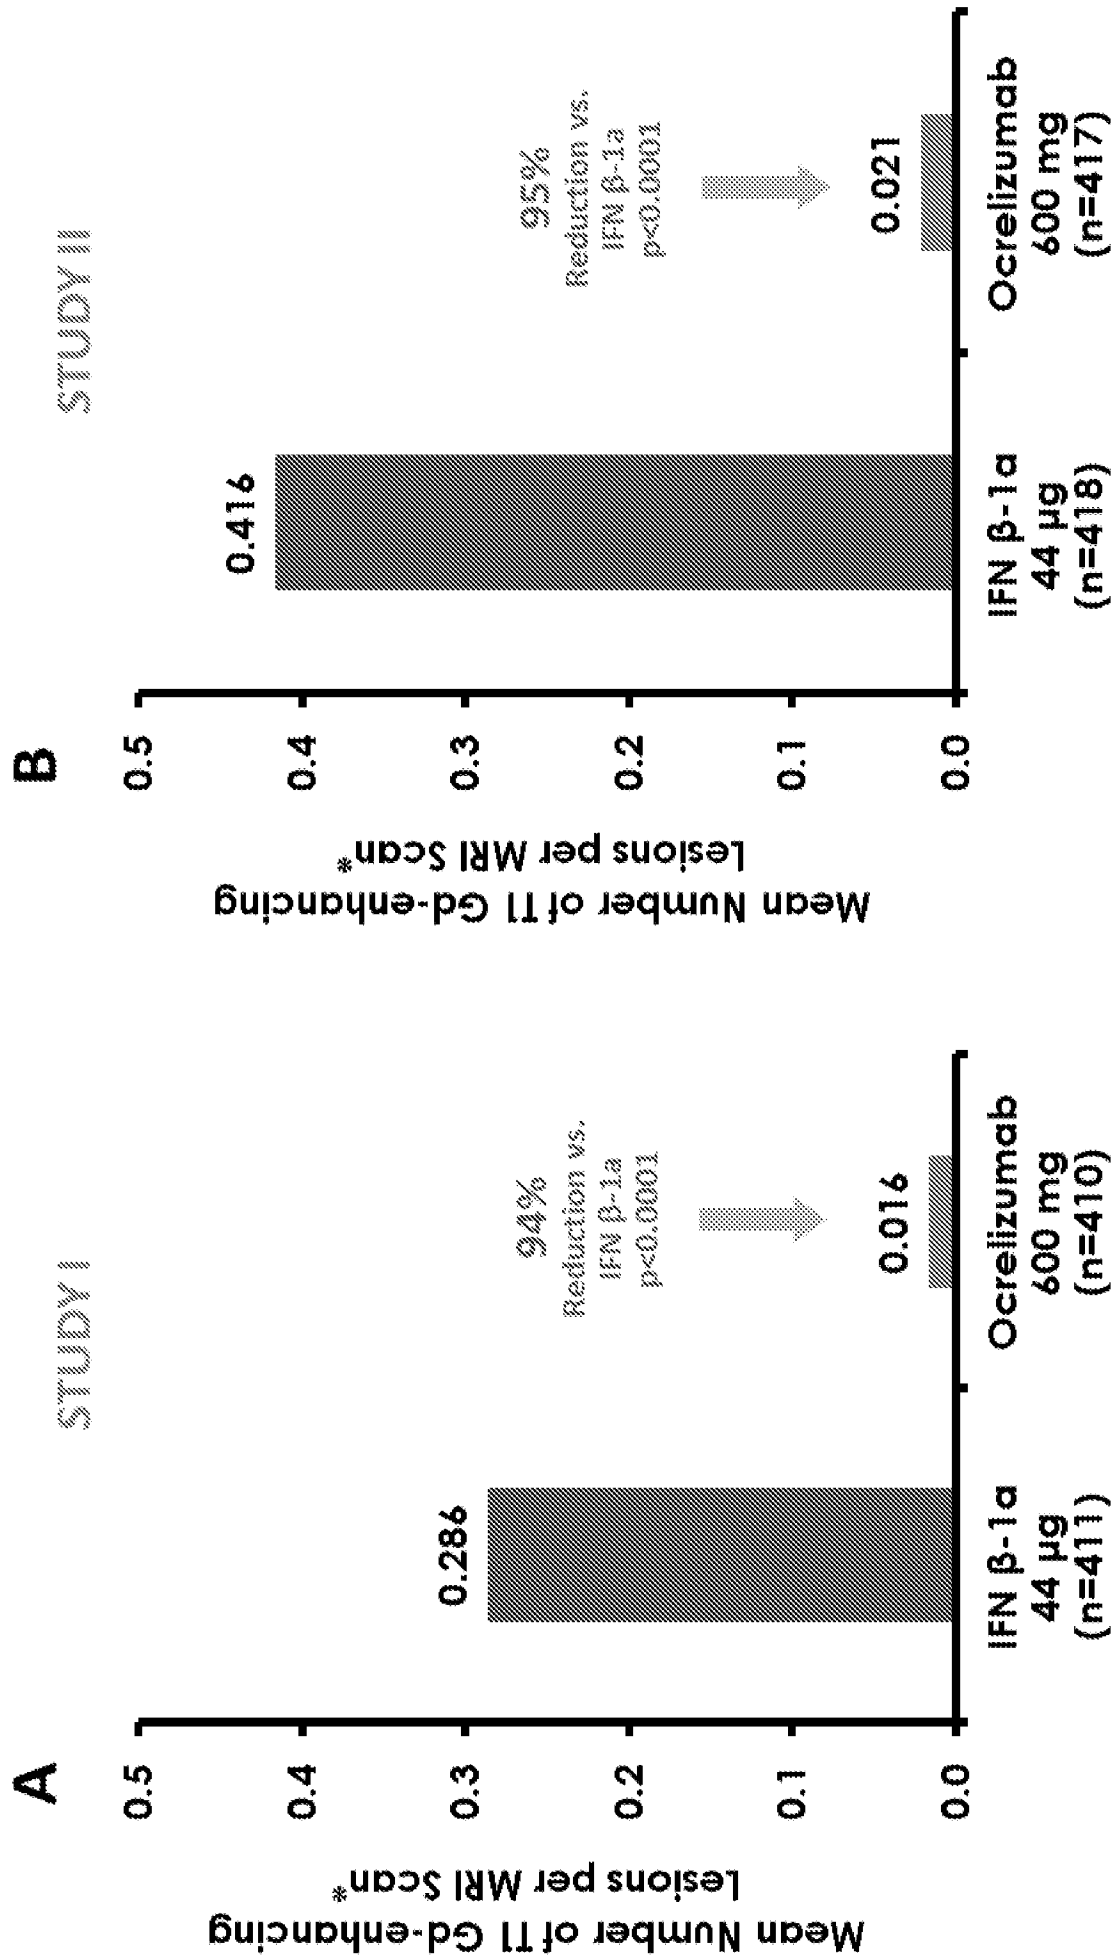 A
STUDY I
Mean Number of T1 Gd-enhancing
Lesions per MRI Scan*
0.5
0.4
0.3
0.2
0.1
0.0
0.286
94%
Reduction vs.
IFN β-1a
p<0.0001
0.016
IFN β-1a
44 µg
(n=411)
Ocrelizumab
600 mg
(n=410)
B
STUDY III
Mean Number of T1 Gd-enhancing
Lesions per MRI Scan*
0.5
0.4
0.3
0.2
0.1
0.0
0.416
95%
Reduction vs.
IFN β-1a
p<0.0001
0.021
IFN β-1a
44 µg
(n=418)
Ocrelizumab
600 mg
(n=417)